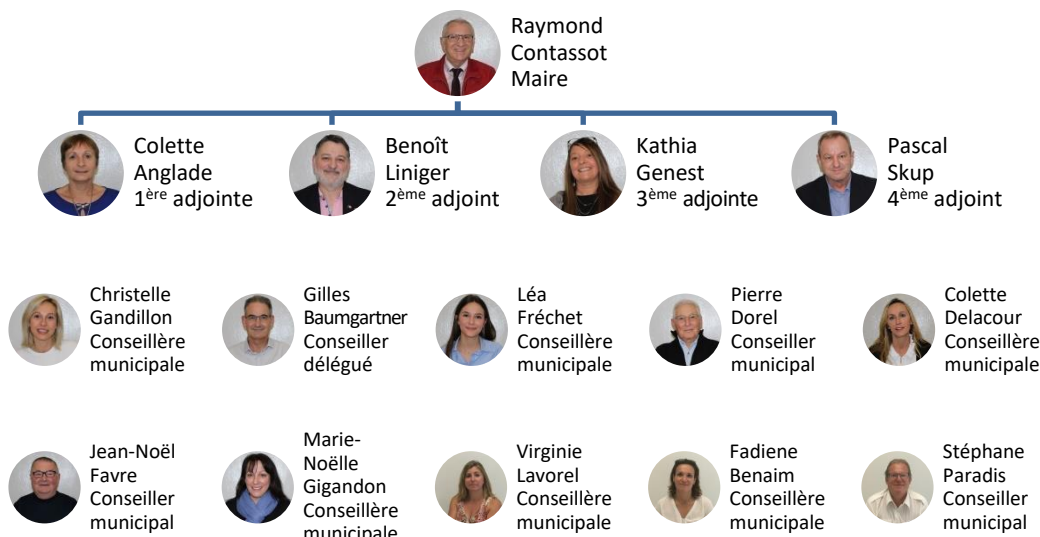 Raymond
Contassot
Maire
Colette
Anglade
1ère adjointe
Benoît
Liniger
2ème adjoint
Kathia
Genest
3ème adjointe
Pascal
Skup
4ème adjoint
Christelle
Gandillon
Conseillère
municipale
Gilles
Baumgartner
Conseiller
délégué
Léa
Fréchet
Conseillère
municipale
Pierre
Dorel
Conseiller
municipal
Colette
Delacour
Conseillère
municipale
Jean-Noël
Favre
Conseiller
municipal
Marie-
Noëlle
Gigandon
Conseillère
municipale
Virginie
Lavorel
Conseillère
municipale
Fadiene
Benaim
Conseillère
municipale
Stéphane
Paradis
Conseiller
municipal